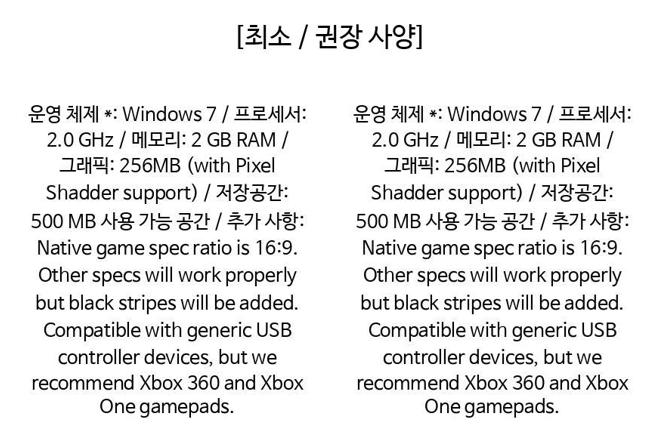 [최소 / 권장 사양]
운영 체제 *: Windows 7 / 프로세서:
2.0 GHz / 메모리: 2 GB RAM /
그래픽: 256MB (with Pixel
Shadder support) / 저장공간:
500 MB 사용 가능 공간 / 추가 사항:
Native game spec ratio is 16:9.
Other specs will work properly
but black stripes will be added.
Compatible with generic USB
controller devices, but we
recommend Xbox 360 and Xbox
One gamepads.
운영 체제 *: Windows 7 / 프로세서:
2.0 GHz / 메모리: 2 GB RAM /
그래픽: 256MB (with Pixel
Shadder support) / 저장공간:
500 MB 사용 가능 공간 / 추가 사항:
Native game spec ratio is 16:9.
Other specs will work properly
but black stripes will be added.
Compatible with generic USB
controller devices, but we
recommend Xbox 360 and Xbox
One gamepads.